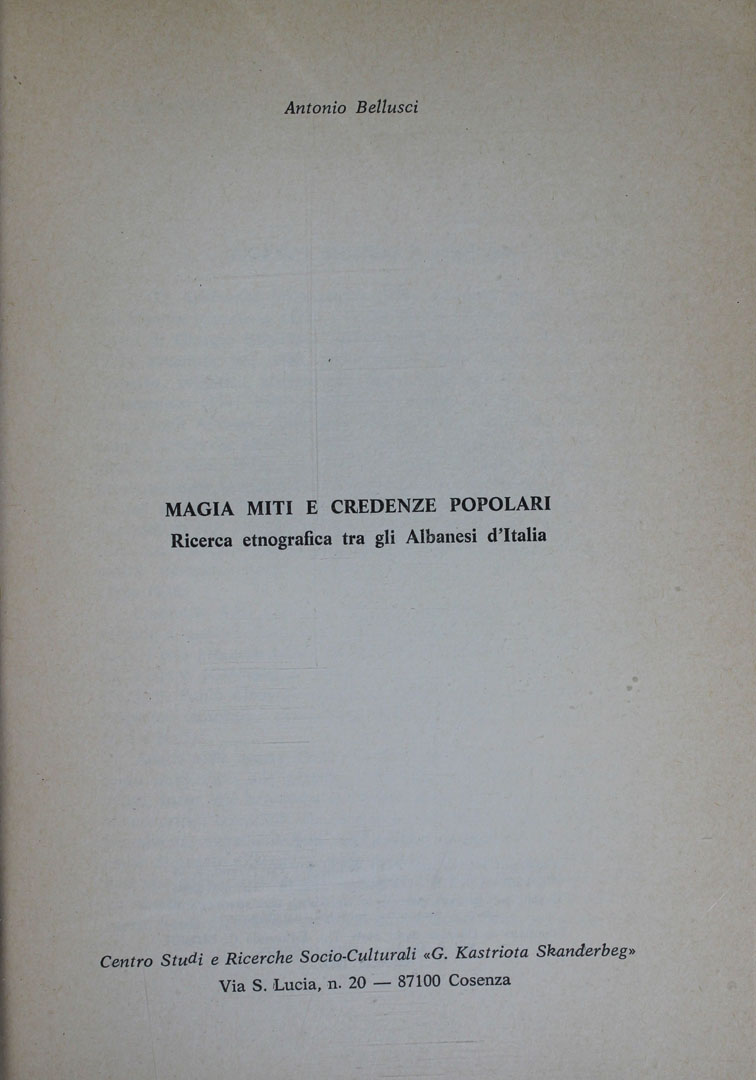 Antonio Bellusci
MAGIA MITI E CREDENZE POPOLARI
Ricerca etnografica tra gli Albanesi d'Italia
Centro Studi e Ricerche Socio-Culturali «G. Kastriota Skanderbeg»
Via S. Lucia, n. 20 — 87100 Cosenza